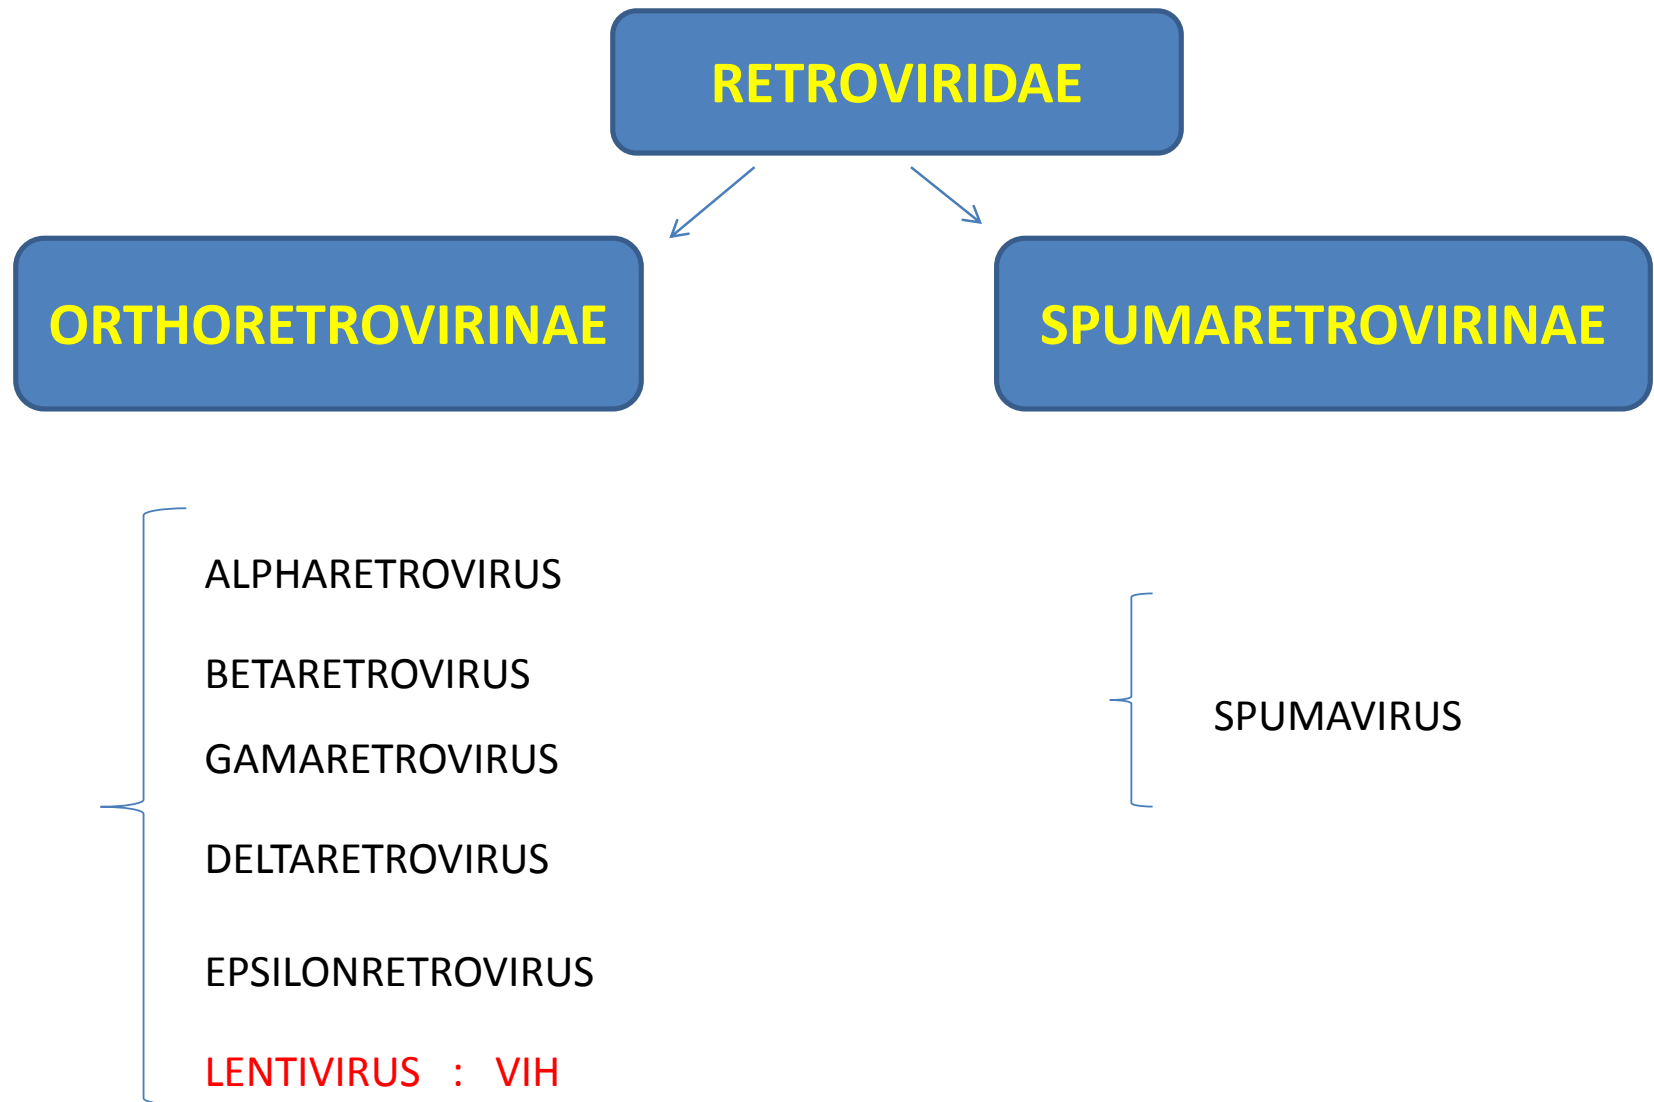 RETROVIRIDAE
ORTHORETROVIRINAE
SPUMARETROVIRINAE
ALPHARETROVIRUS
BETARETROVIRUS
GAMARETROVIRUS
DELTARETROVIRUS
EPSILONRETROVIRUS
LENTIVIRUS : VIH
SPUMAVIRUS